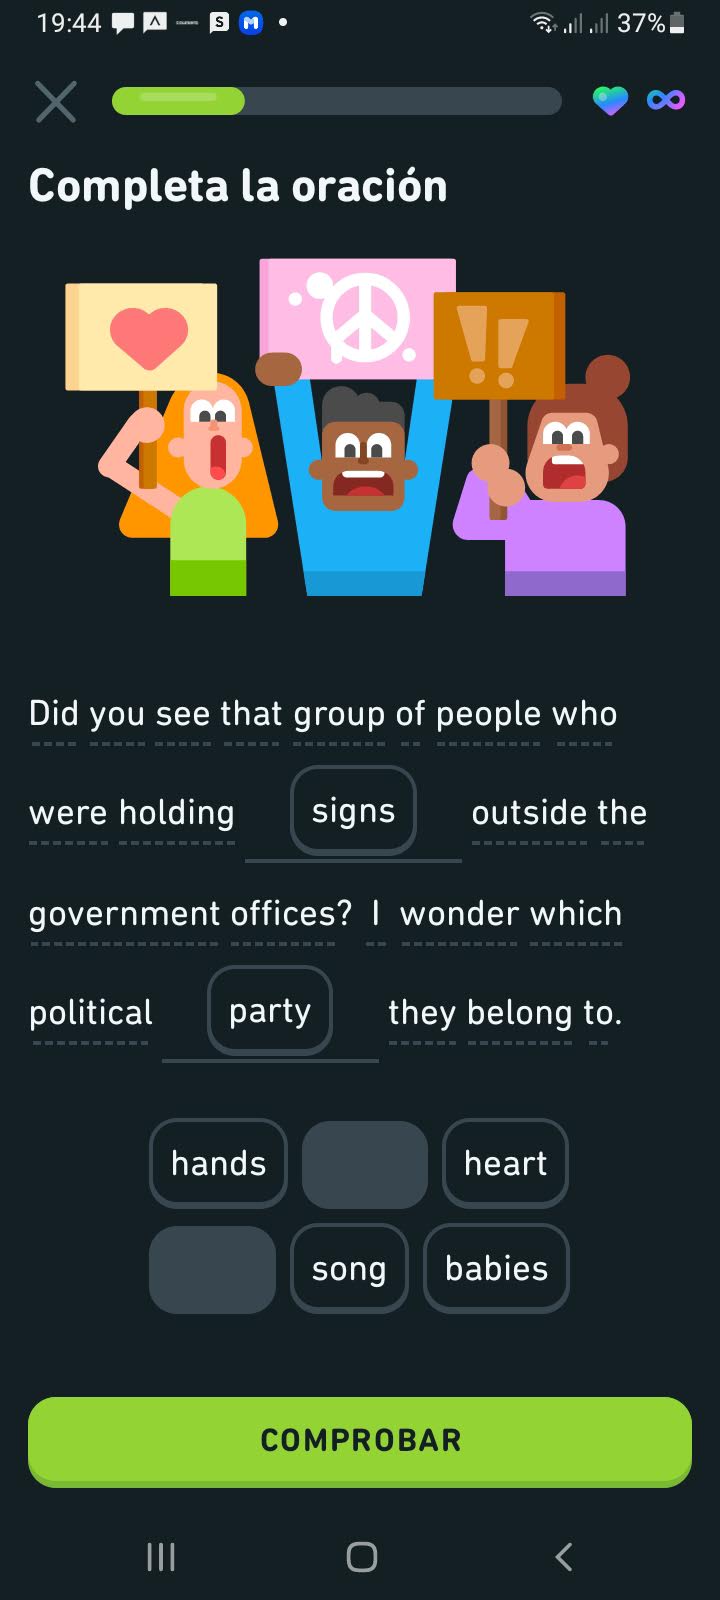 19:44 37%
Completa la oración
Did you see that group of people who
were holding signs outside the
government offices? I wonder which
political party they belong to.
hands heart
song babies
COMPROBAR